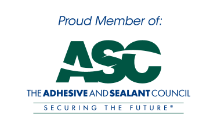 Proud Member of:
ASC
THE ADHESIVE AND SEALANT COUNCIL
SECURING THE FUTURE®